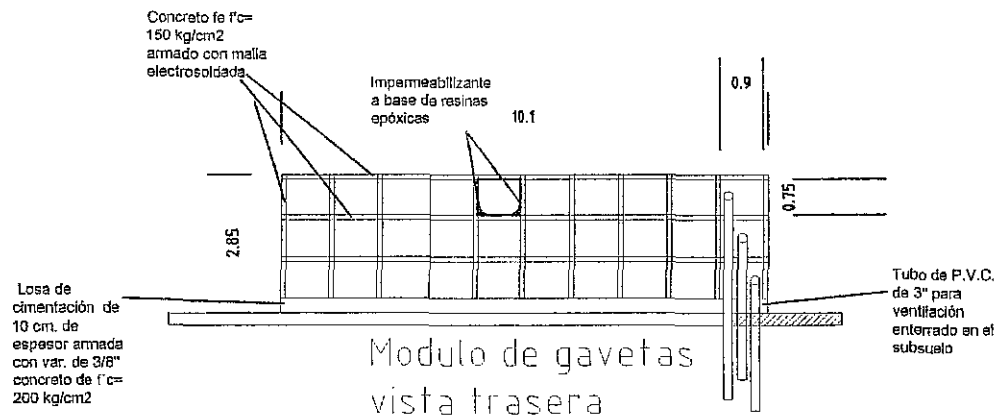 Concreto fe f'c=
150 kg/cm2
armado con malla
electrosoldada
Impermeabilizante
a base de resinas
epóxicas
10.1
0.9
0.75
2.85
Losa de
cimentación de
10 cm. de
espesor armada
con var. de 3/8"
concreto de f'c=
200 kg/cm2
Tubo de P.V.C.
de 3" para
ventilación
enterrado en el
subsuelo
Modulo de gavetas
vista trasera